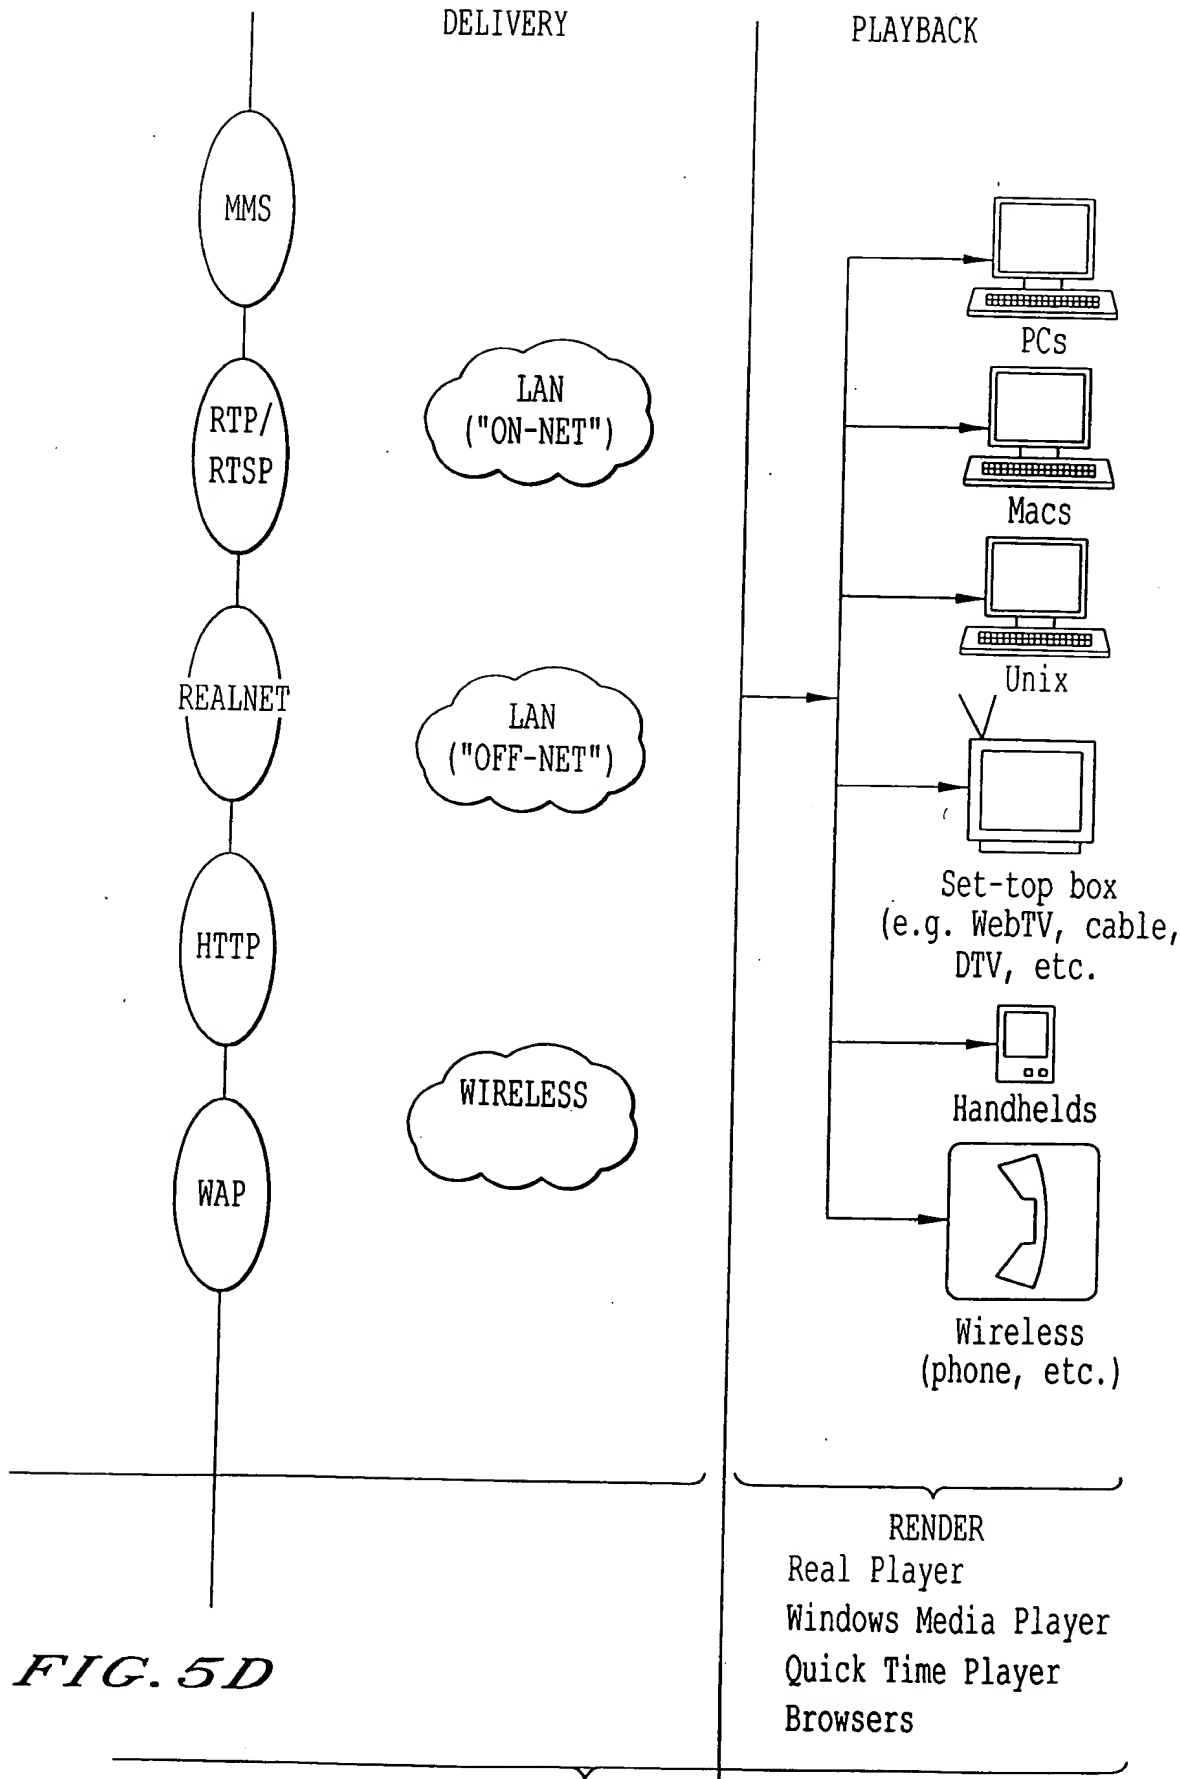 DELIVERY
PLAYBACK
MMS
RTP/
RTSP
REALNET
HTTP
WAP
LAN
("ON-NET")
LAN
("OFF-NET")
WIRELESS
PCs
Macs
Unix
Set-top box
(e.g. WebTV, cable,
DTV, etc.
Handhelds
Wireless
(phone, etc.)
RENDER
Real Player
Windows Media Player
Quick Time Player
Browsers
FIG. 5D